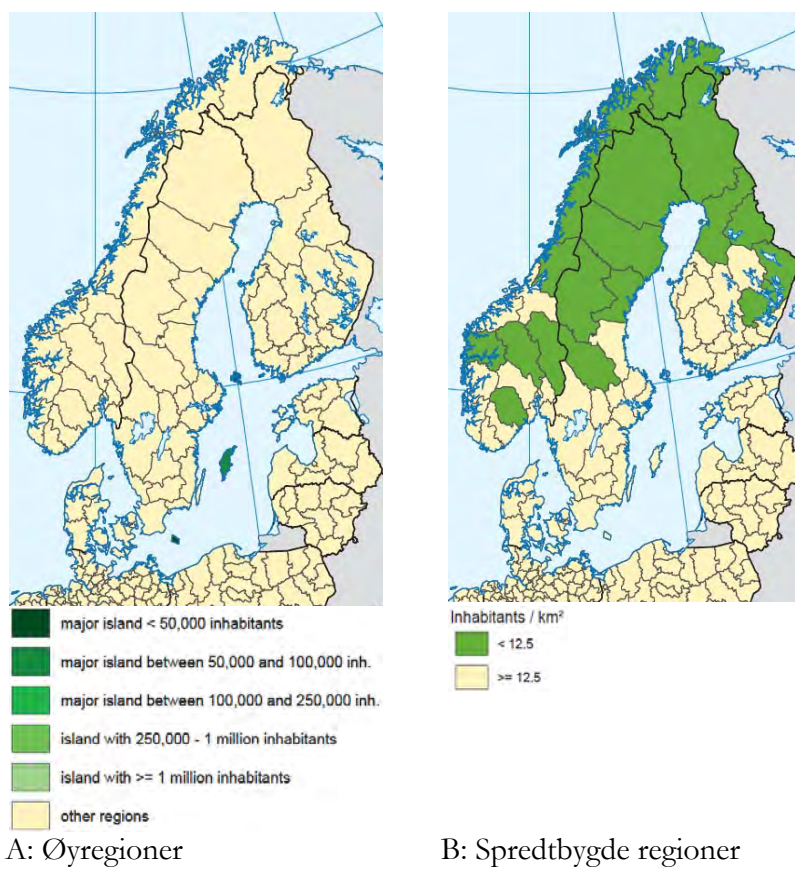 major island < 50,000 inhabitants
major island between 50,000 and 100,000 inh.
major island between 100,000 and 250,000 inh.
island with 250,000 - 1 million inhabitants
island with >= 1 million inhabitants
other regions
A: Øyregioner
Inhabitants / km²
< 12.5
>= 12.5
B: Spredtbygde regioner